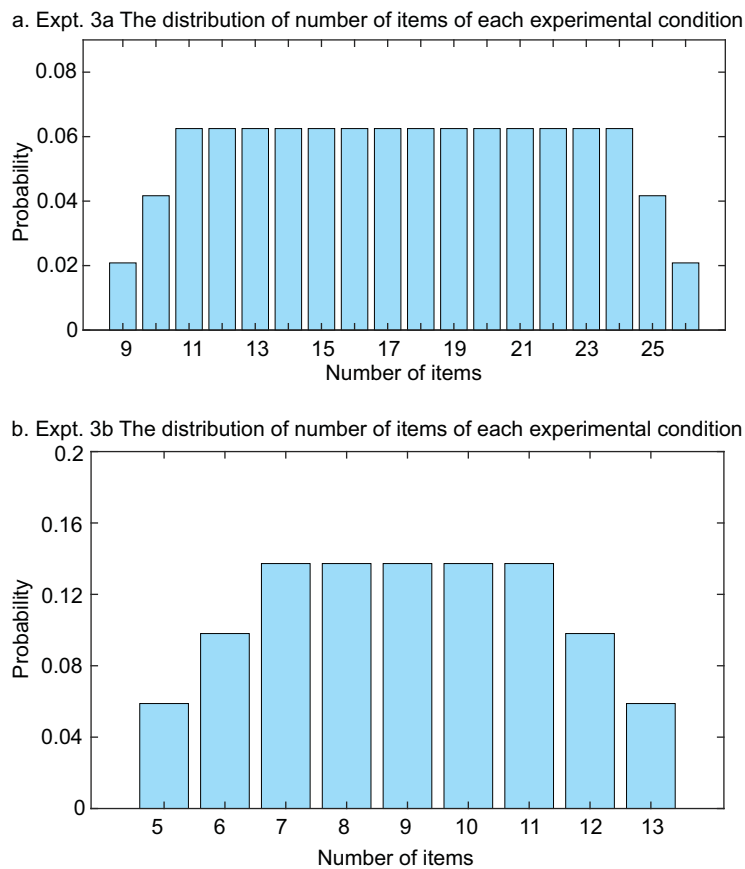 a. Expt. 3a The distribution of number of items of each experimental condition
0.08
0.06
0.04
0.02
0
Probability
9 11 13 15 17 19 21 23 25
Number of items
b. Expt. 3b The distribution of number of items of each experimental condition
0.2
0.16
0.12
0.08
0.04
0
Probability
5 6 7 8 9 10 11 12 13
Number of items